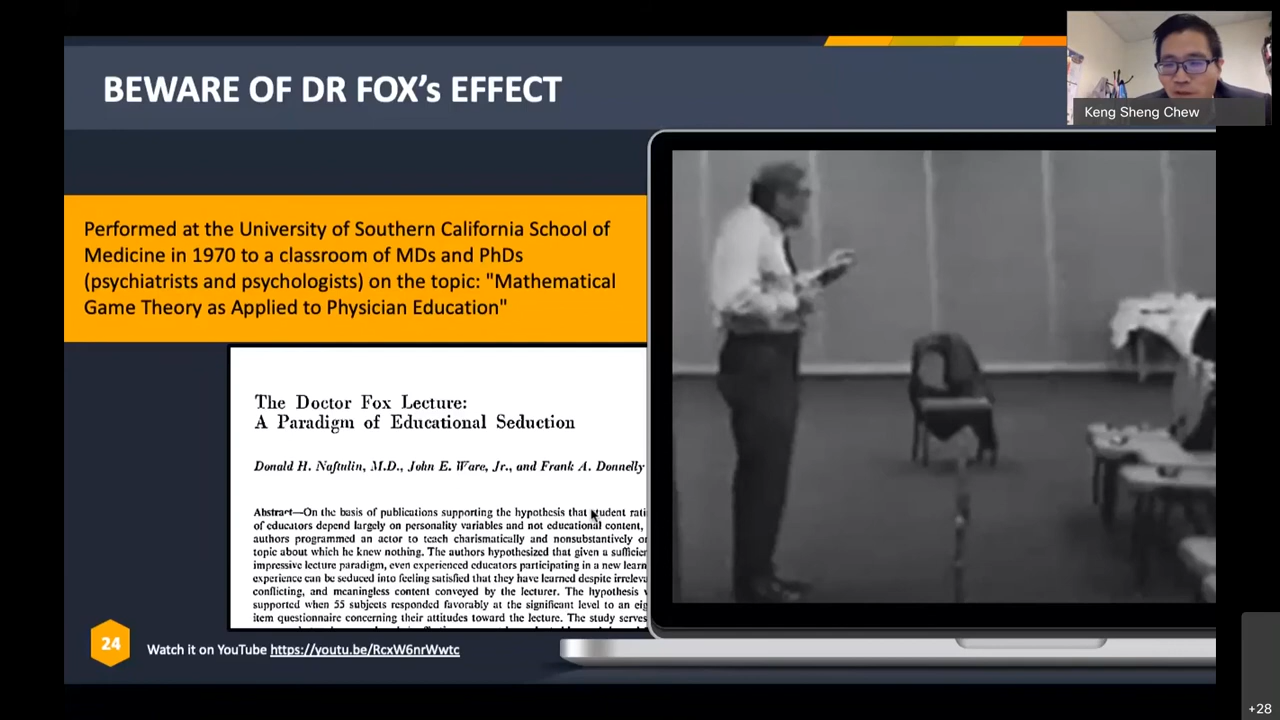 BEWARE OF DR FOX's EFFECT
Keng Sheng Chew
Performed at the University of Southern California School of
Medicine in 1970 to a classroom of MDs and PhDs
(psychiatrists and psychologists) on the topic: "Mathematical
Game Theory as Applied to Physician Education"
The Doctor Fox Lecture:
A Paradigm of Educational Seduction
Donald H. Naftulin, M.D., John E. Ware, Jr., and Frank A. Donnelly
Abstract—On the basis of publications supporting the hypothesis that student rati
of educators depend largely on personality variables and not educational content,
authors programmed an actor to teach charismatically and nonsubstantively o
topic about which he knew nothing. The authors hypothesized that given a sufficie
impressive lecture paradigm, even experienced educators participating in a new learn
experience can be seduced into feeling satisfied that they have learned despite irreleva
conflicting, and meaningless content conveyed by the lecturer. The hypothesis w
supported when 55 subjects responded favorably at the significant level to an eig
item questionnaire concerning their attitudes toward the lecture. The study serves
24
Watch it on YouTube https://youtu.be/RcxW6nrWwtc
+28